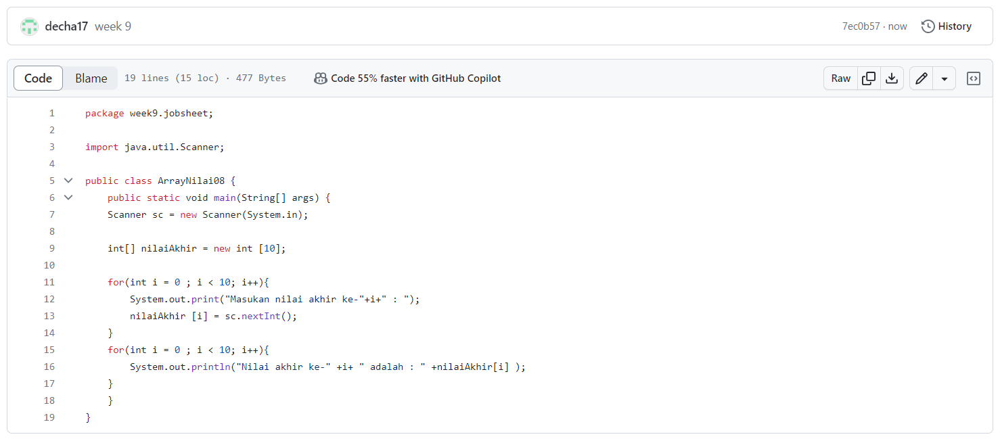 decha17 week 9 7ec0b57 · now History
Code Blame 19 lines (15 loc) · 477 Bytes Code 55% faster with GitHub Copilot Raw
1 package week9.jobsheet;
2
3 import java.util.Scanner;
4
5 public class ArrayNilai08 {
6     public static void main(String[] args) {
7     Scanner sc = new Scanner(System.in);
8
9     int[] nilaiAkhir = new int [10];
10
11     for(int i = 0 ; i < 10; i++){
12         System.out.print("Masukan nilai akhir ke-"+i+" : ");
13         nilaiAkhir [i] = sc.nextInt();
14     }
15     for(int i = 0 ; i < 10; i++){
16         System.out.println("Nilai akhir ke-" +i+ " adalah : " +nilaiAkhir[i] );
17     }
18     }
19 }